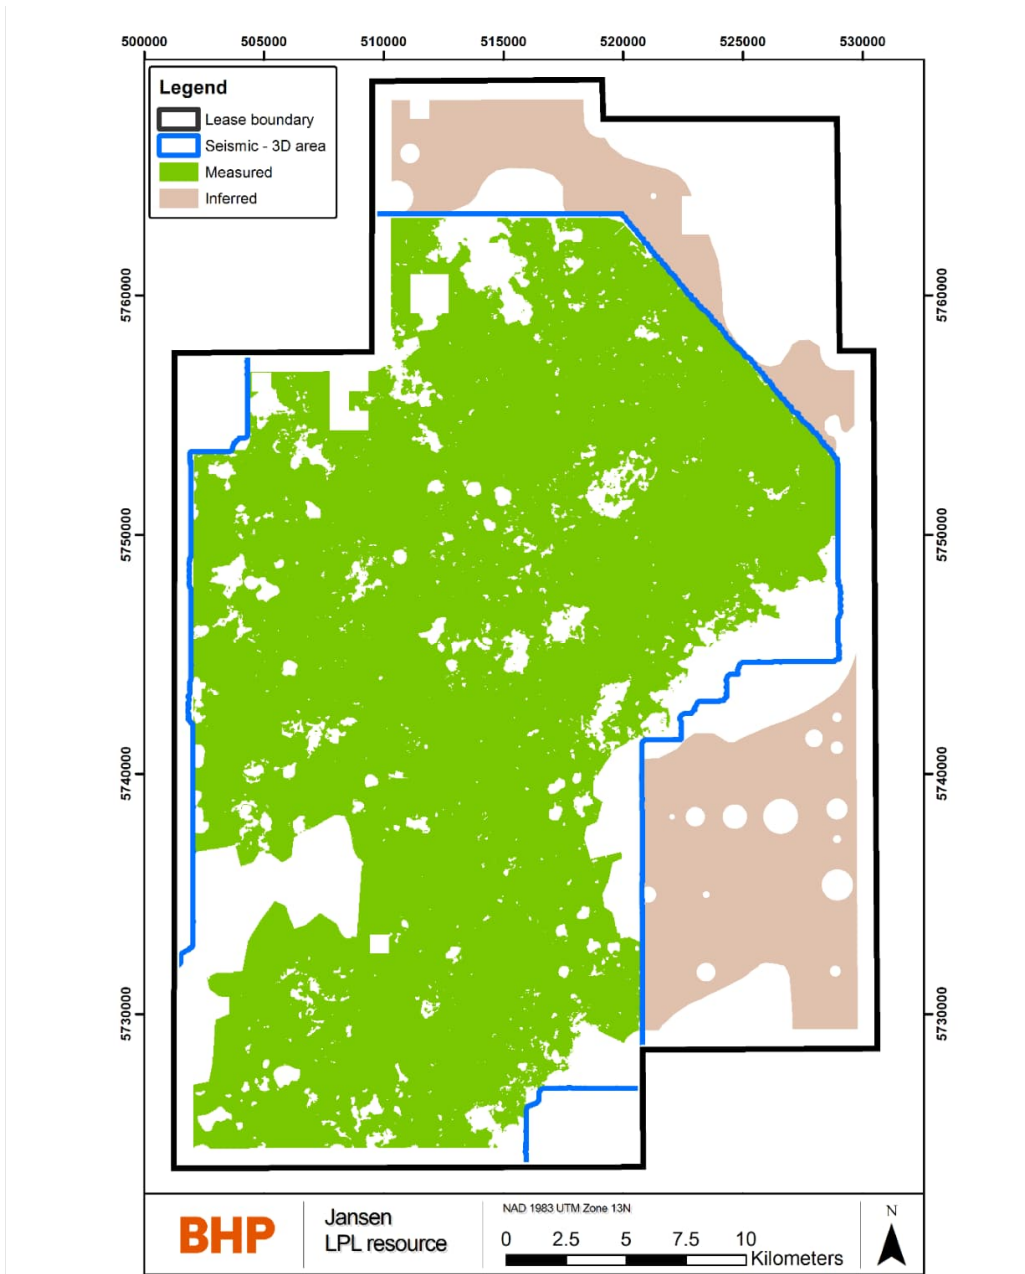 500000 505000 510000 515000 520000 525000 530000
Legend
Lease boundary
Seismic - 3D area
Measured
Inferred
5760000 5760000
5750000 5750000
5740000 5740000
5730000 5730000
BHP
Jansen
LPL resource
NAD 1983 UTM Zone 13N
0 2.5 5 7.5 10
Kilometers
N